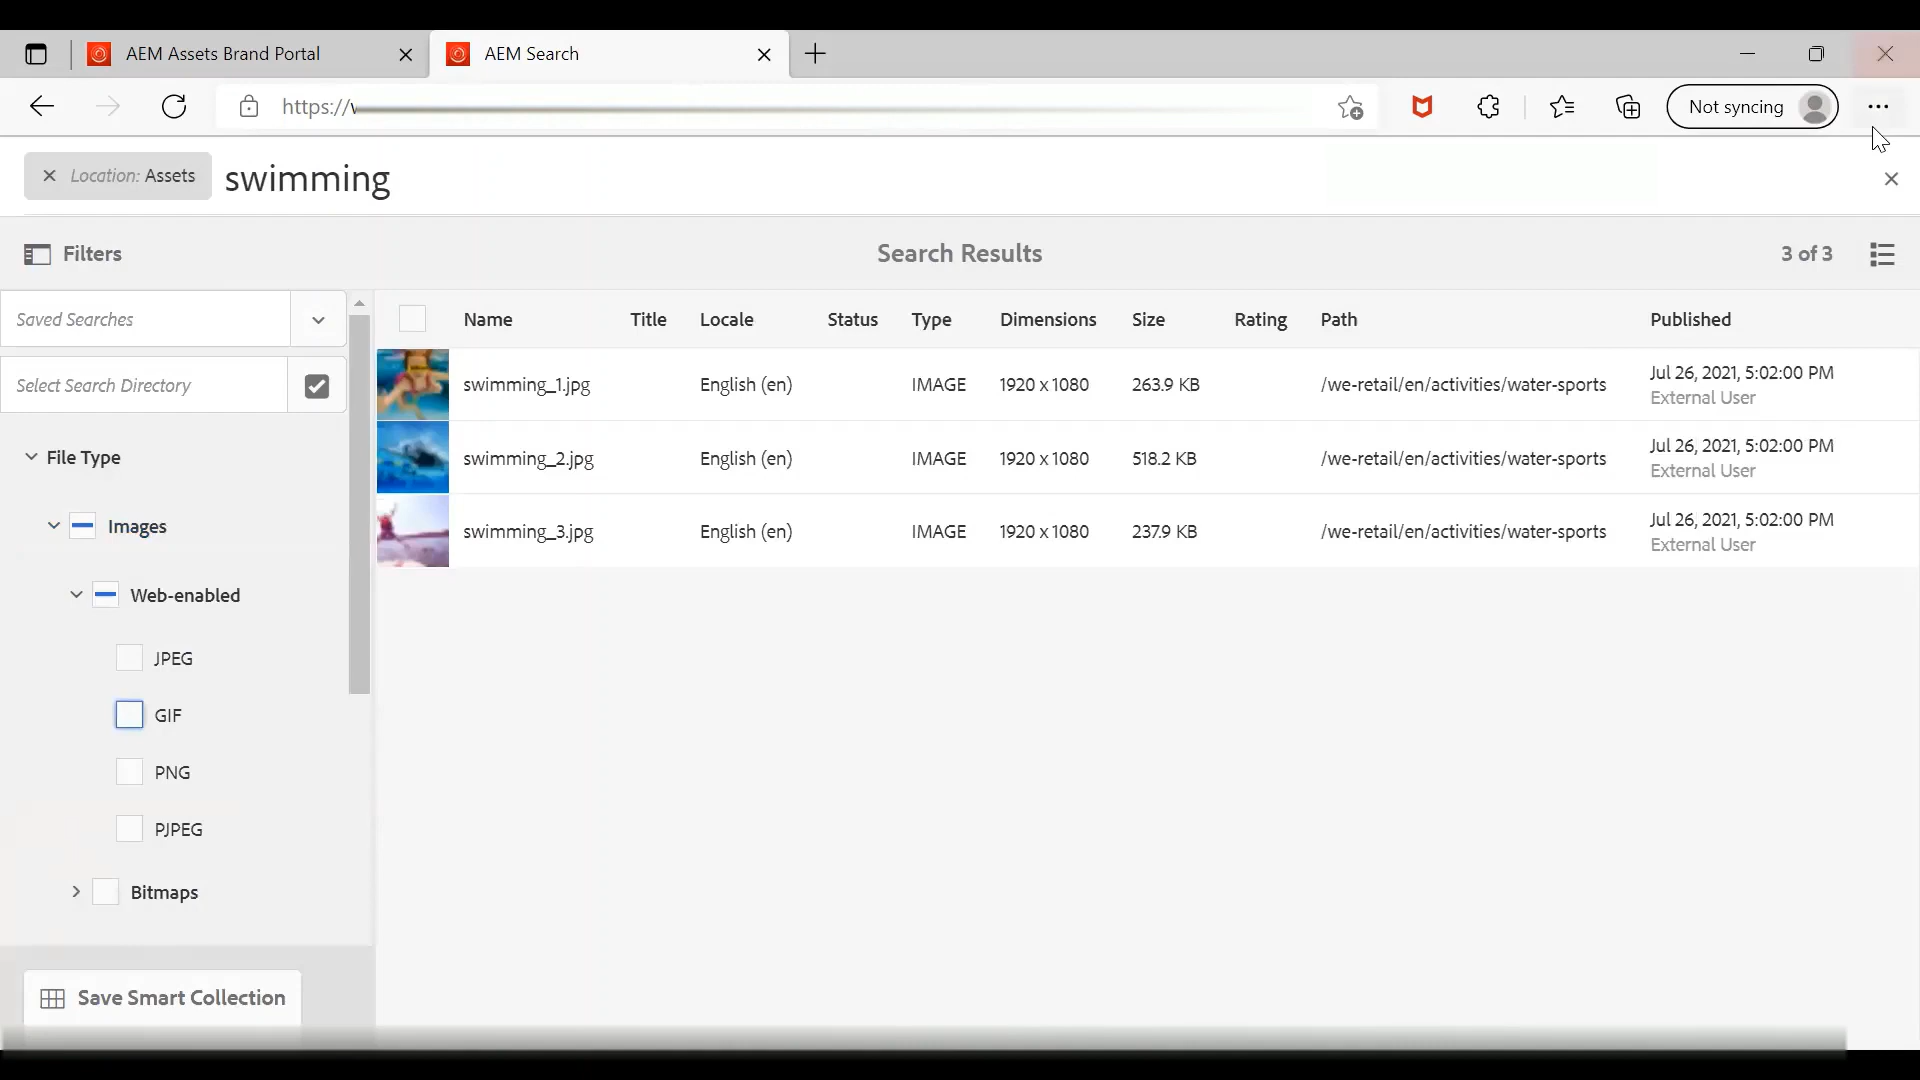 AEM Assets Brand Portal
AEM Search
https://
Not syncing
Location: Assets
swimming
Filters
Search Results
3 of 3
Saved Searches
Select Search Directory
File Type
Images
Web-enabled
JPEG
GIF
PNG
PJPEG
Bitmaps
Save Smart Collection
Name Title Locale Status Type Dimensions Size Rating Path Published
swimming_1.jpg English (en) IMAGE 1920 x 1080 263.9 KB /we-retail/en/activities/water-sports Jul 26, 2021, 5:02:00 PM
External User
swimming_2.jpg English (en) IMAGE 1920 x 1080 518.2 KB /we-retail/en/activities/water-sports Jul 26, 2021, 5:02:00 PM
External User
swimming_3.jpg English (en) IMAGE 1920 x 1080 237.9 KB /we-retail/en/activities/water-sports Jul 26, 2021, 5:02:00 PM
External User